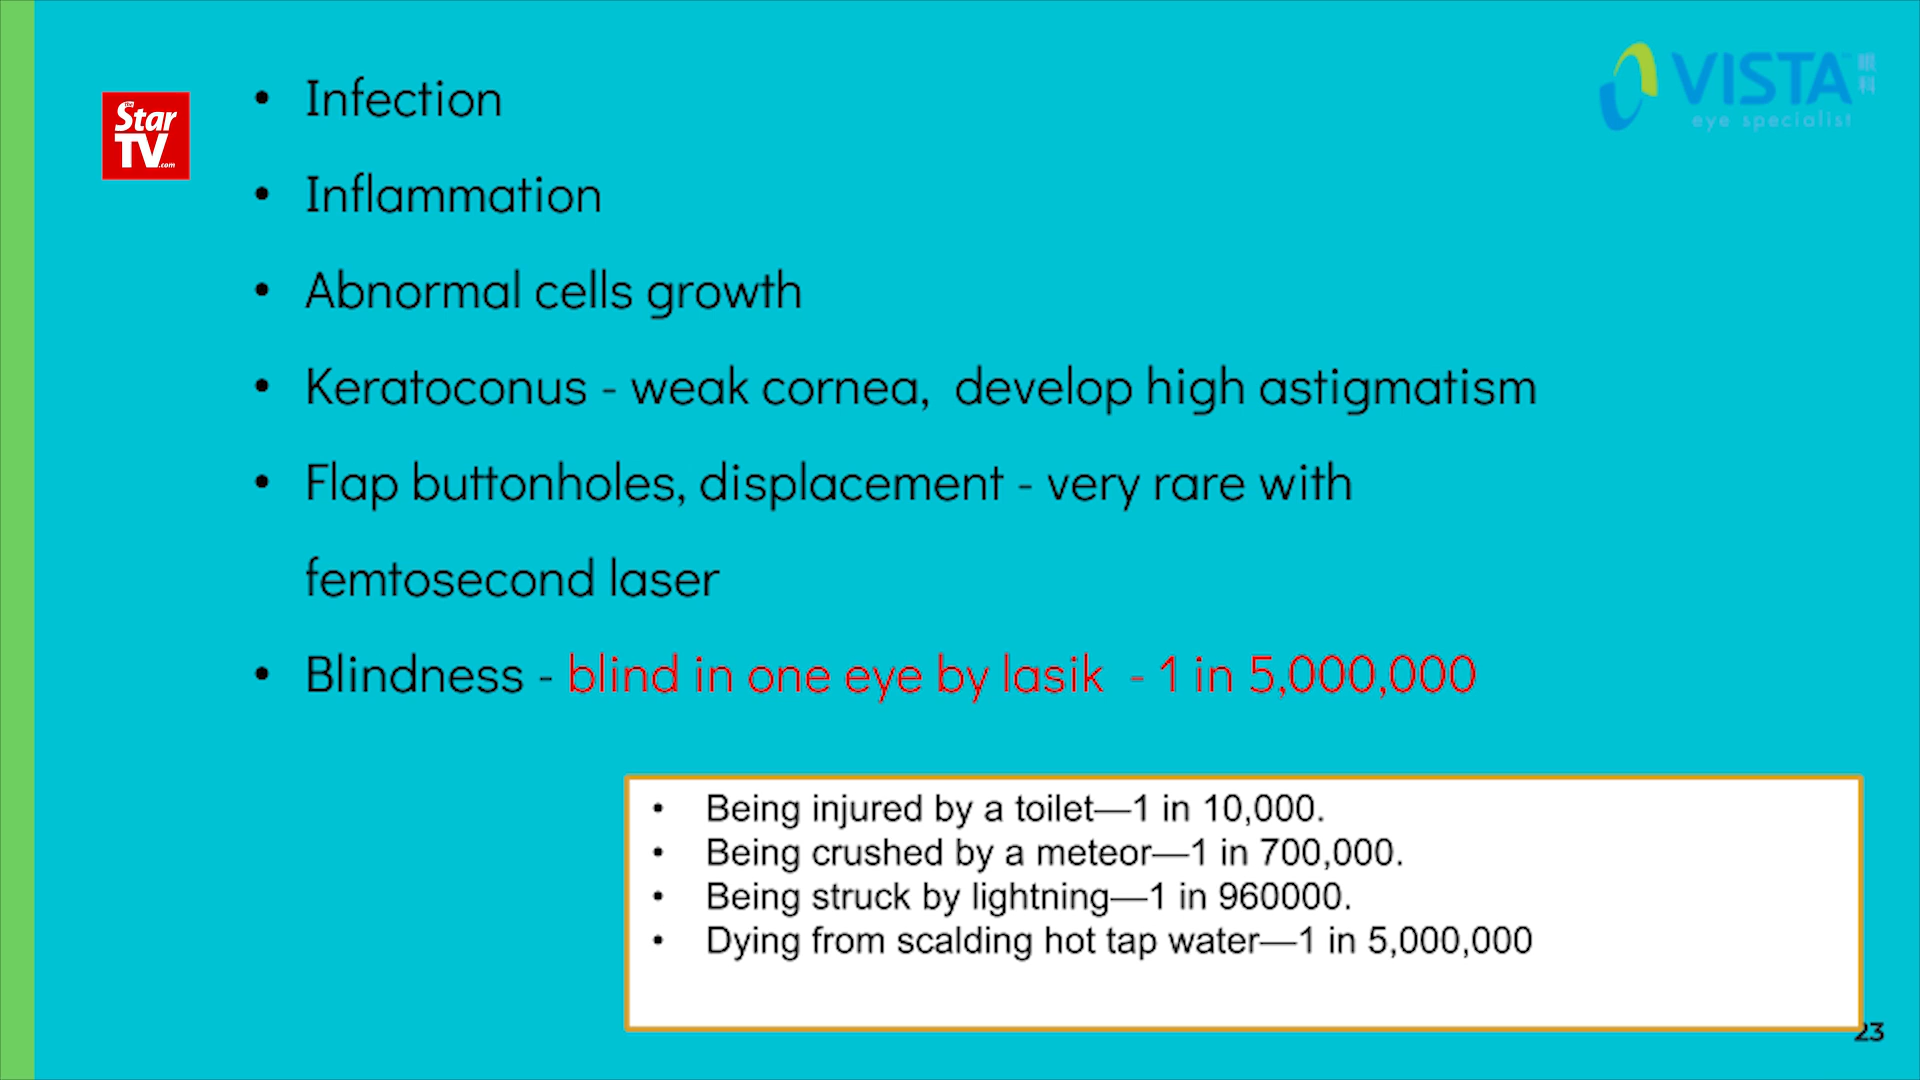 • Infection
The Star
TV.com
VISTA 眼科
eye specialist
• Inflammation
• Abnormal cells growth
• Keratoconus - weak cornea, develop high astigmatism
• Flap buttonholes, displacement - very rare with
femtosecond laser
• Blindness - blind in one eye by lasik - 1 in 5,000,000
• Being injured by a toilet—1 in 10,000.
• Being crushed by a meteor—1 in 700,000.
• Being struck by lightning—1 in 960000.
• Dying from scalding hot tap water—1 in 5,000,000
23